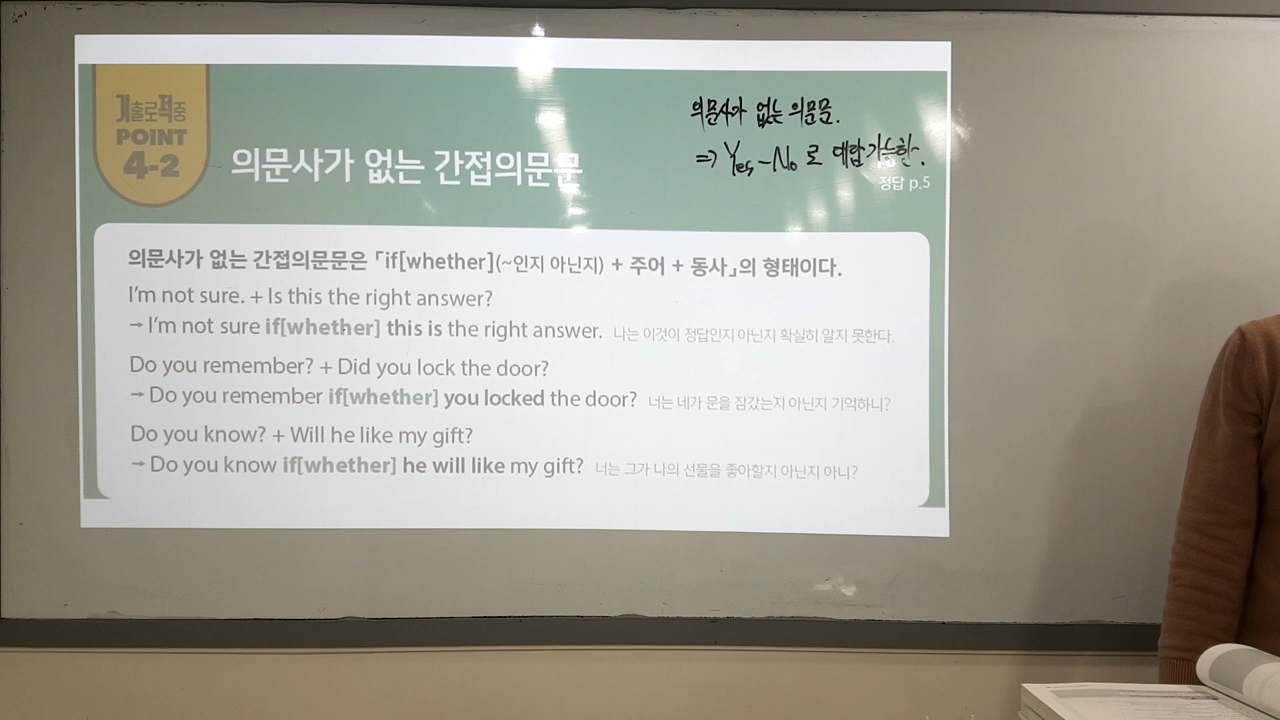 기출로적중
POINT
4-2
의문사가 없는 간접의문문
의문사가 없는 의문문.
=> Yes-No 로 대답가능한~.
정답 p.5
의문사가 없는 간접의문문은 「if[whether](~인지 아닌지) + 주어 + 동사」의 형태이다.
I'm not sure. + Is this the right answer?
→ I'm not sure if[whether] this is the right answer. 나는 이것이 정답인지 아닌지 확실히 알지 못한다.
Do you remember? + Did you lock the door?
→ Do you remember if[whether] you locked the door? 너는 네가 문을 잠갔는지 아닌지 기억하니?
Do you know? + Will he like my gift?
→ Do you know if[whether] he will like my gift? 너는 그가 나의 선물을 좋아할지 아닌지 아니?